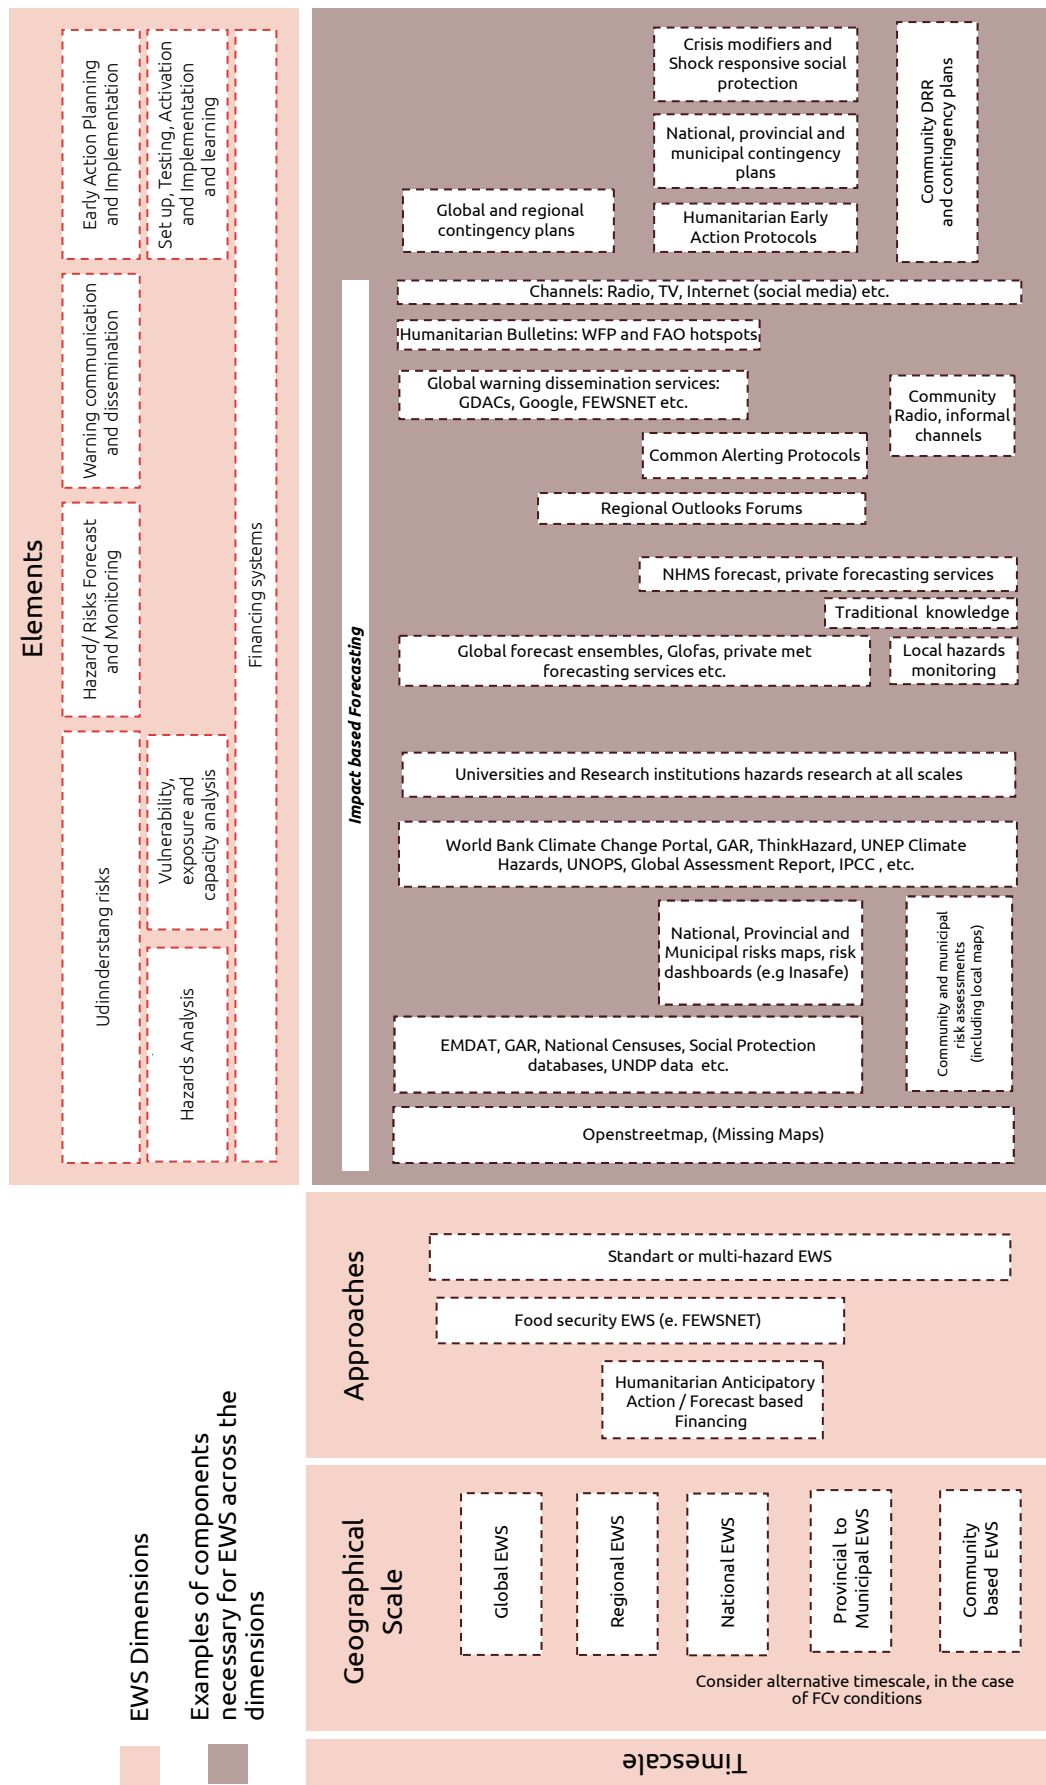 Elements
Early Action Planning
and Implementation
Set up, Testing, Activation
and Implementation
and learning
Warning communication
and dissemination
Hazard/ Risks Forecast
and Monitoring
Udinnderstang risks
Vulnerability,
exposure and
capacity analysis
Hazards Analysis
Financing systems
Crisis modifiers and
Shock responsive social
protection
National, provincial and
municipal contingency
plans
Community DRR
and contingency plans
Global and regional
contingency plans
Humanitarian Early
Action Protocols
Impact based Forecasting
Channels: Radio, TV, Internet (social media) etc.
Humanitarian Bulletins: WFP and FAO hotspots
Global warning dissemination services:
GDACs, Google, FEWSNET etc.
Community
Radio, informal
channels
Common Alerting Protocols
Regional Outlooks Forums
NHMS forecast, private forecasting services
Traditional knowledge
Global forecast ensembles, Glofas, private met
forecasting services etc.
Local hazards
monitoring
Universities and Research institutions hazards research at all scales
World Bank Climate Change Portal, GAR, ThinkHazard, UNEP Climate
Hazards, UNOPS, Global Assessment Report, IPCC , etc.
National, Provincial and
Municipal risks maps, risk
dashboards (e.g Inasafe)
Community and municipal
risk assessments
(including local maps)
EMDAT, GAR, National Censuses, Social Protection
databases, UNDP data etc.
Openstreetmap, (Missing Maps)
Approaches
Standart or multi-hazard EWS
Food security EWS (e. FEWSNET)
Humanitarian Anticipatory
Action / Forecast based
Financing
Geographical
Scale
Global EWS
Regional EWS
National EWS
Provincial to
Municipal EWS
Community
based EWS
Consider alternative timescale, in the case
of FCv conditions
Timescale
EWS Dimensions
Examples of components
necessary for EWS across the
dimensions